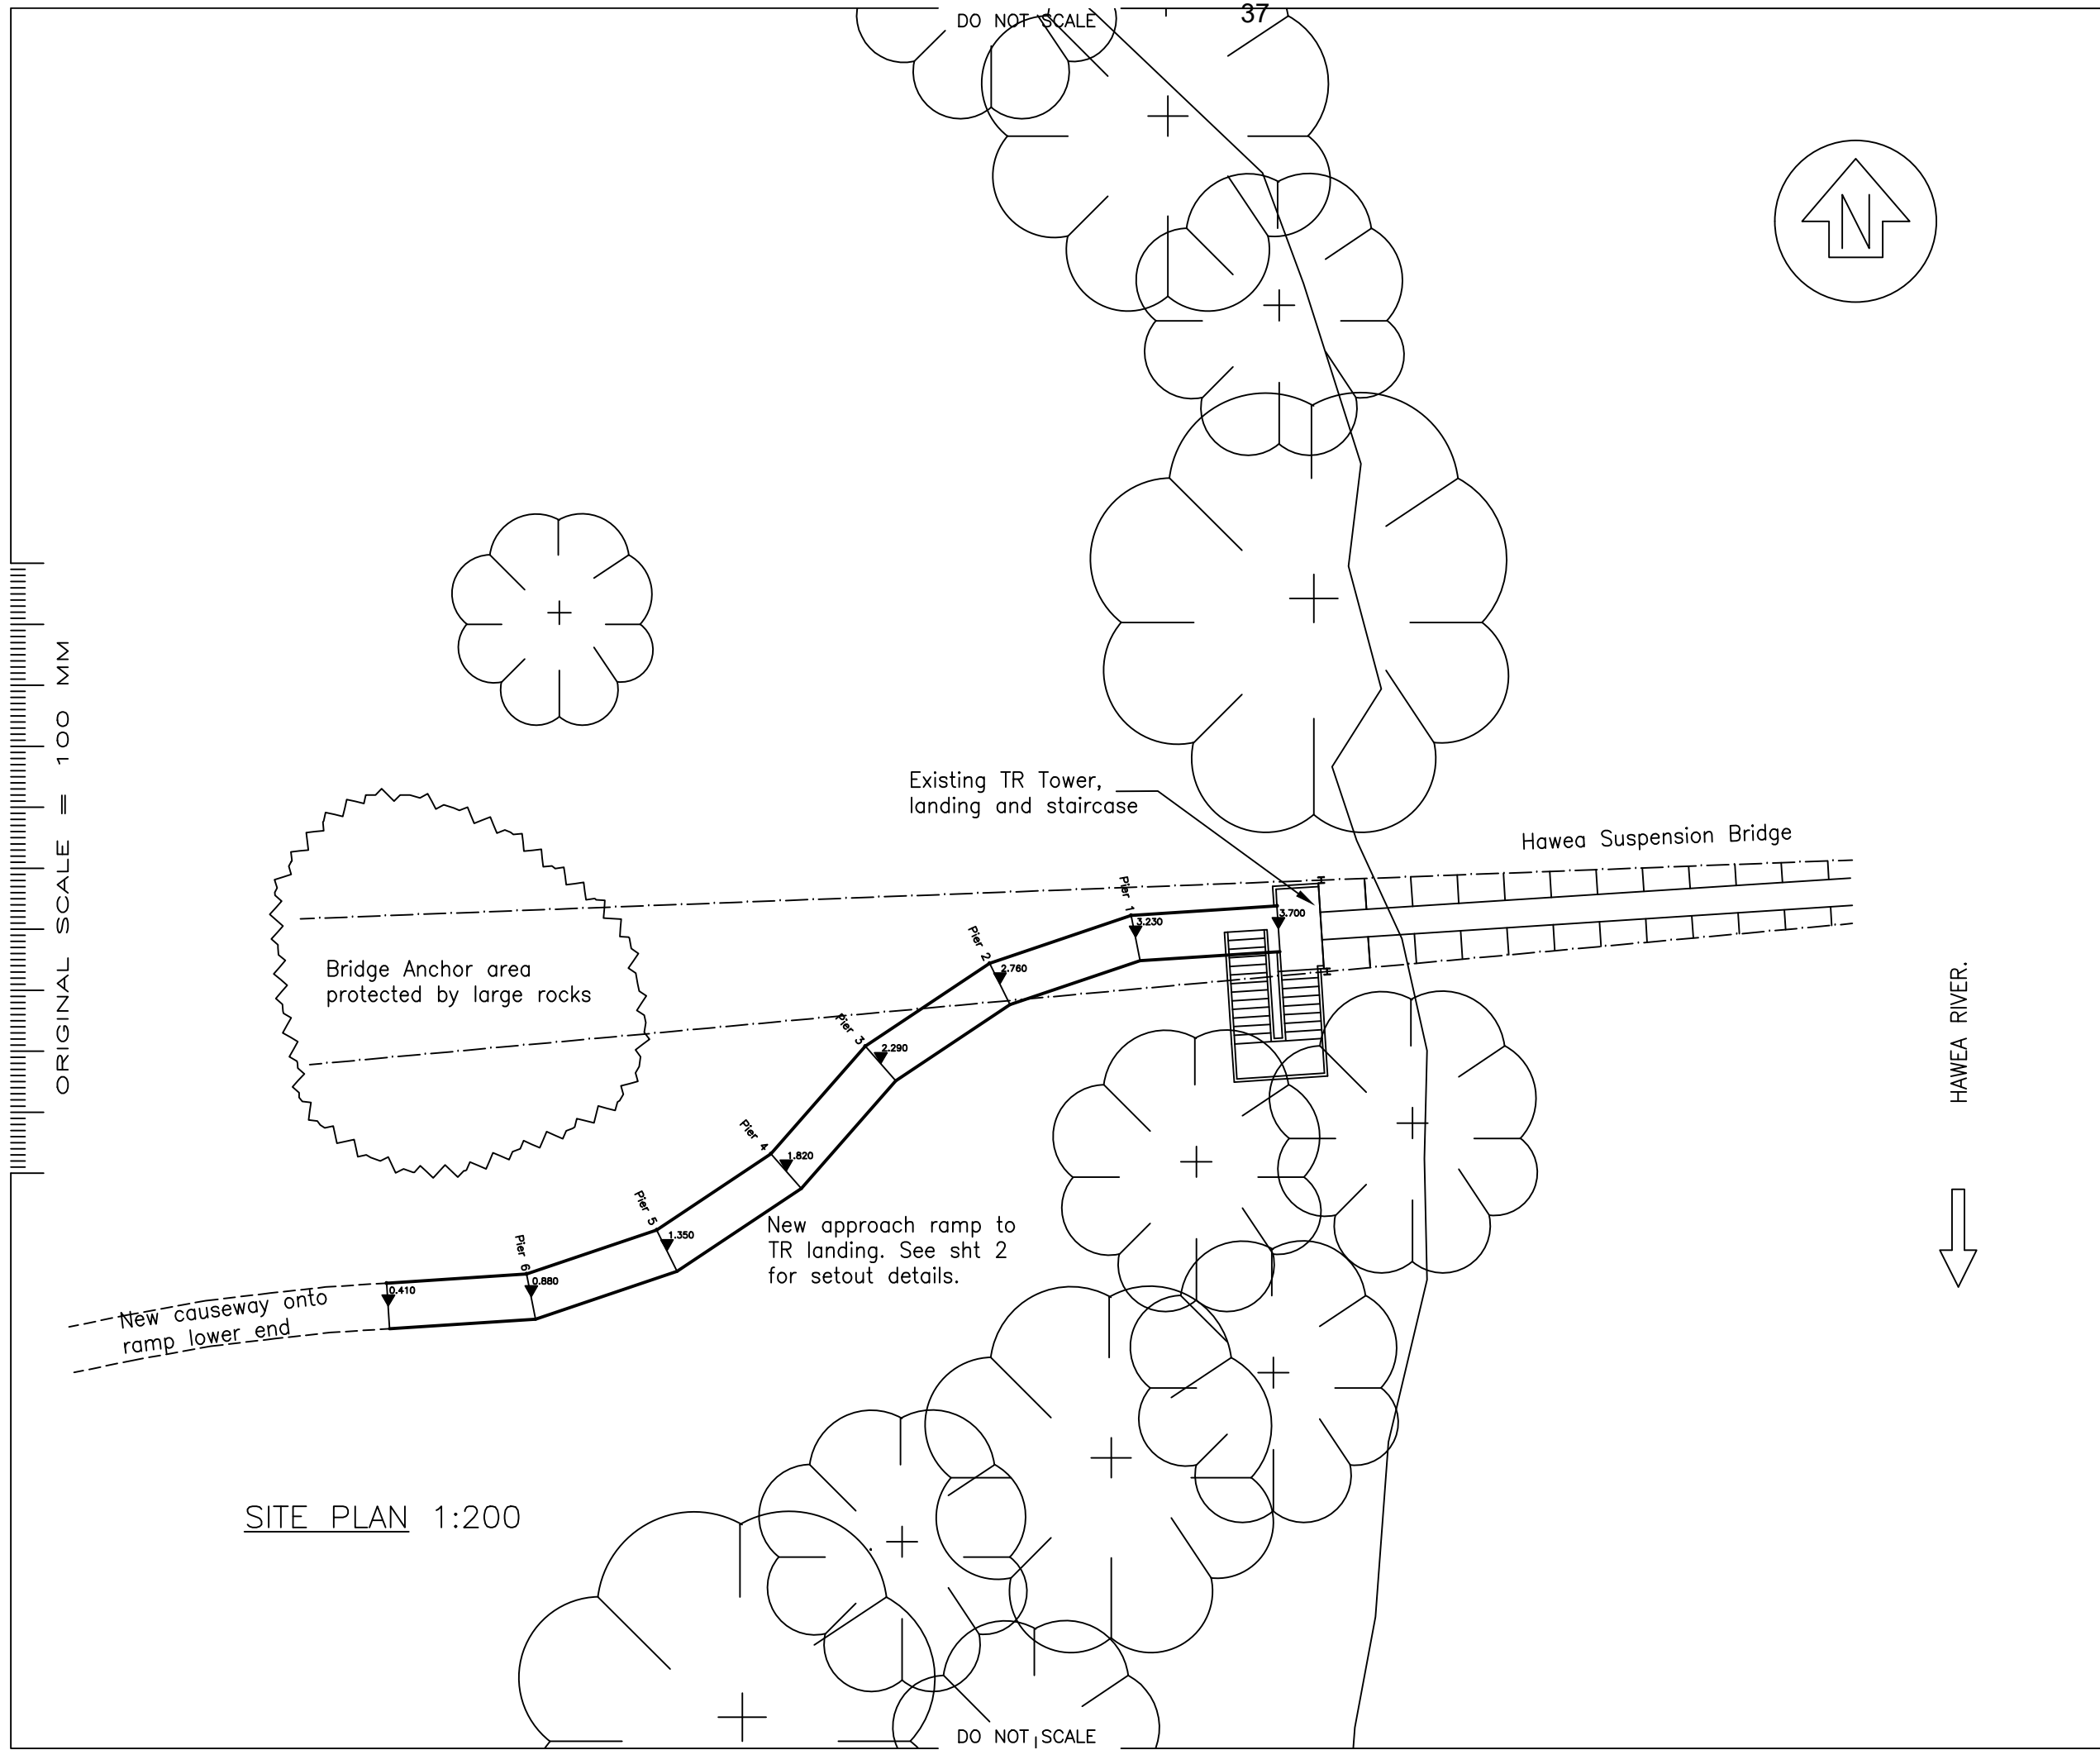 37
DO NOT SCALE
N
ORIGINAL SCALE = 100 MM
Existing TR Tower,
landing and staircase
Hawea Suspension Bridge
Pier 1
3.700
3.230
Pier 2
2.760
Bridge Anchor area
protected by large rocks
Pier 3
2.290
HAWEA RIVER.
Pier 4
1.820
Pier 5
1.350
New approach ramp to
TR landing. See sht 2
for setout details.
Pier 6
0.880
0.410
New causeway onto
ramp lower end
SITE PLAN 1:200
DO NOT SCALE